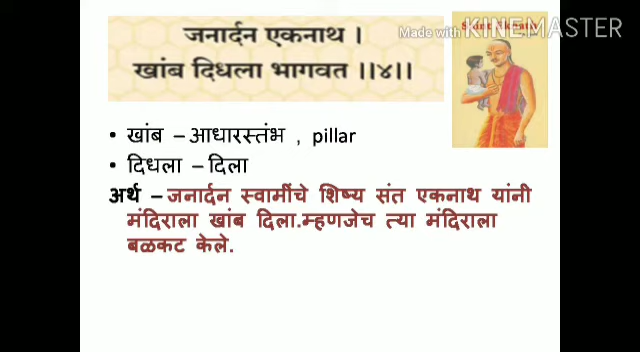 Made with KINEMASTER
जनार्दन एकनाथ ।
खांब दिधला भागवत ।।४।।
• खांब – आधारस्तंभ , pillar
• दिधला – दिला
अर्थ – जनार्दन स्वामींचे शिष्य संत एकनाथ यांनी
मंदिराला खांब दिला.म्हणजेच त्या मंदिराला
बळकट केले.